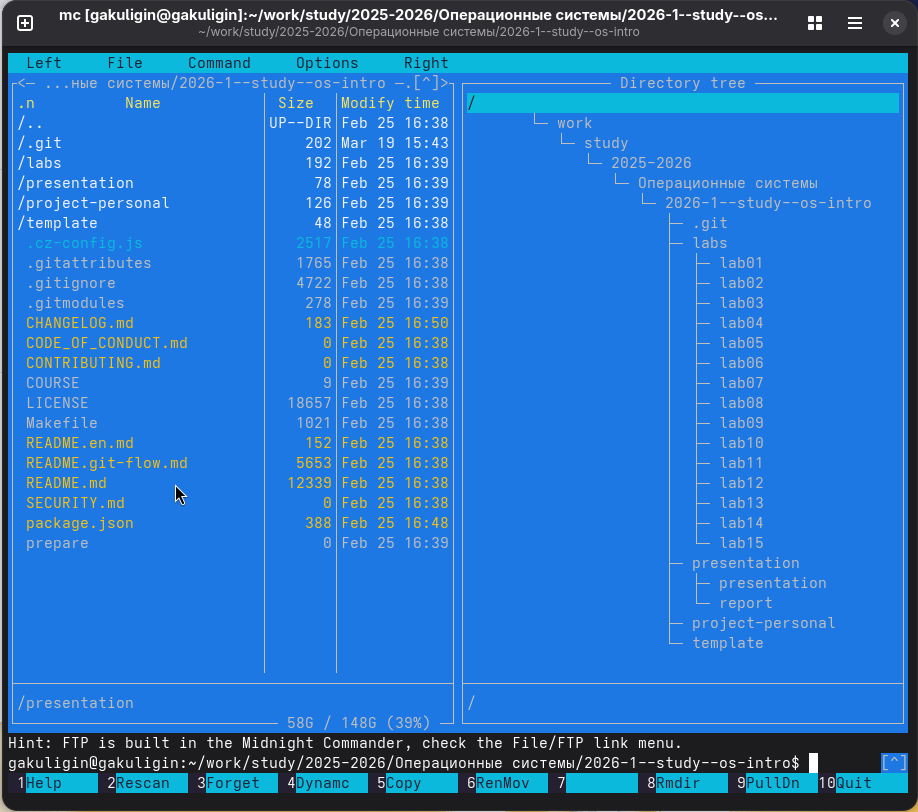 mc [gakuligin@gakuligin]:~/work/study/2025-2026/Операционные системы/2026-1--study--os...
~/work/study/2025-2026/Операционные системы/2026-1--study--os-intro
Left File Command Options Right
<— ...ные системы/2026-1--study--os-intro —.[^]>
.n Name Size Modify time
/.. UP--DIR Feb 25 16:38
/.git 202 Mar 19 15:43
/labs 192 Feb 25 16:39
/presentation 78 Feb 25 16:39
/project-personal 126 Feb 25 16:39
/template 48 Feb 25 16:38
.cz-config.js 2517 Feb 25 16:38
.gitattributes 1765 Feb 25 16:38
.gitignore 4722 Feb 25 16:38
.gitmodules 278 Feb 25 16:39
CHANGELOG.md 183 Feb 25 16:50
CODE_OF_CONDUCT.md 0 Feb 25 16:38
CONTRIBUTING.md 0 Feb 25 16:38
COURSE 9 Feb 25 16:39
LICENSE 18657 Feb 25 16:38
Makefile 1021 Feb 25 16:38
README.en.md 152 Feb 25 16:38
README.git-flow.md 5653 Feb 25 16:38
README.md 12339 Feb 25 16:38
SECURITY.md 0 Feb 25 16:38
package.json 388 Feb 25 16:48
prepare 0 Feb 25 16:39
/presentation
58G / 148G (39%)
Directory tree
/
work
study
2025-2026
Операционные системы
2026-1--study--os-intro
.git
labs
lab01
lab02
lab03
lab04
lab05
lab06
lab07
lab08
lab09
lab10
lab11
lab12
lab13
lab14
lab15
presentation
presentation
report
project-personal
template
/
Hint: FTP is built in the Midnight Commander, check the File/FTP link menu.
gakuligin@gakuligin:~/work/study/2025-2026/Операционные системы/2026-1--study--os-intro$ [^]
1Help 2Rescan 3Forget 4Dynamc 5Copy 6RenMov 7 8Rmdir 9PullDn 10Quit